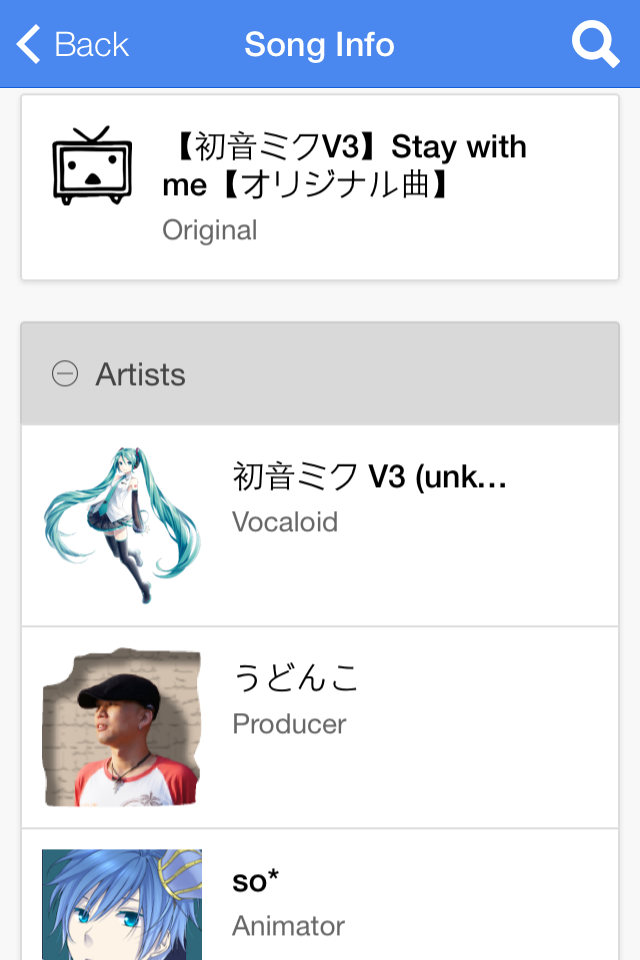 Back
Song Info
【初音ミクV3】Stay with
me【オリジナル曲】
Original
Artists
初音ミク V3 (unk...
Vocaloid
うどんこ
Producer
so*
Animator